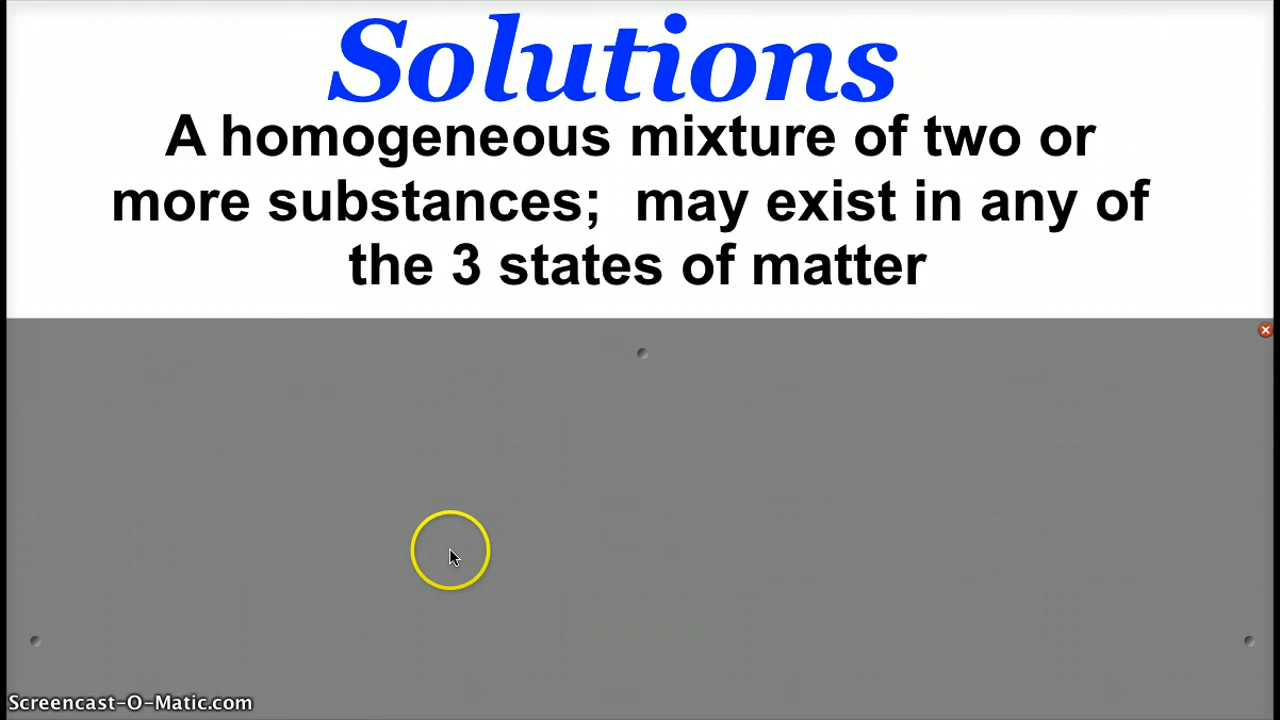 Solutions
A homogeneous mixture of two or
more substances;  may exist in any of
the 3 states of matter
Screencast-O-Matic.com